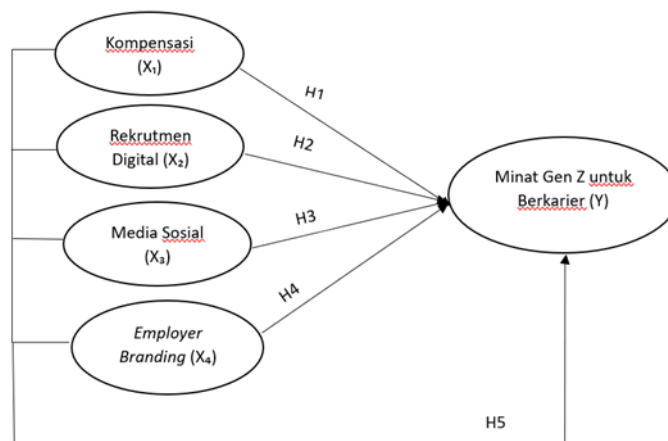 Kompensasi
(X₁)
H1
Rekrutmen
Digital (X₂)
H2
Minat Gen Z untuk
Berkarier (Y)
Media Sosial
(X₃)
H3
H4
Employer
Branding (X₄)
H5